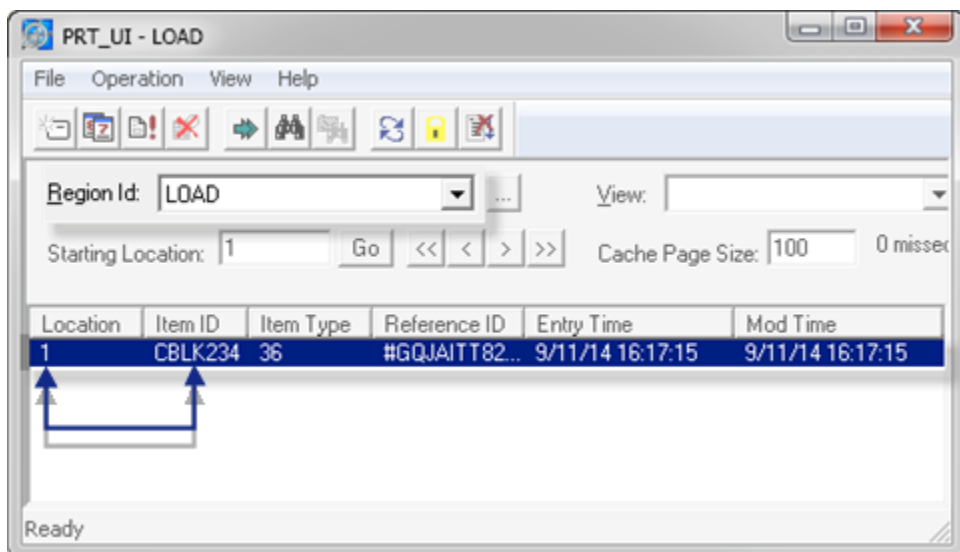 PRT_UI - LOAD
File Operation View Help
Region Id: LOAD ... View:
Starting Location: 1 Go << < > >> Cache Page Size: 100 0 missed
Location Item ID Item Type Reference ID Entry Time Mod Time
1 CBLK234 36 #GQJAITT82... 9/11/14 16:17:15 9/11/14 16:17:15
Ready